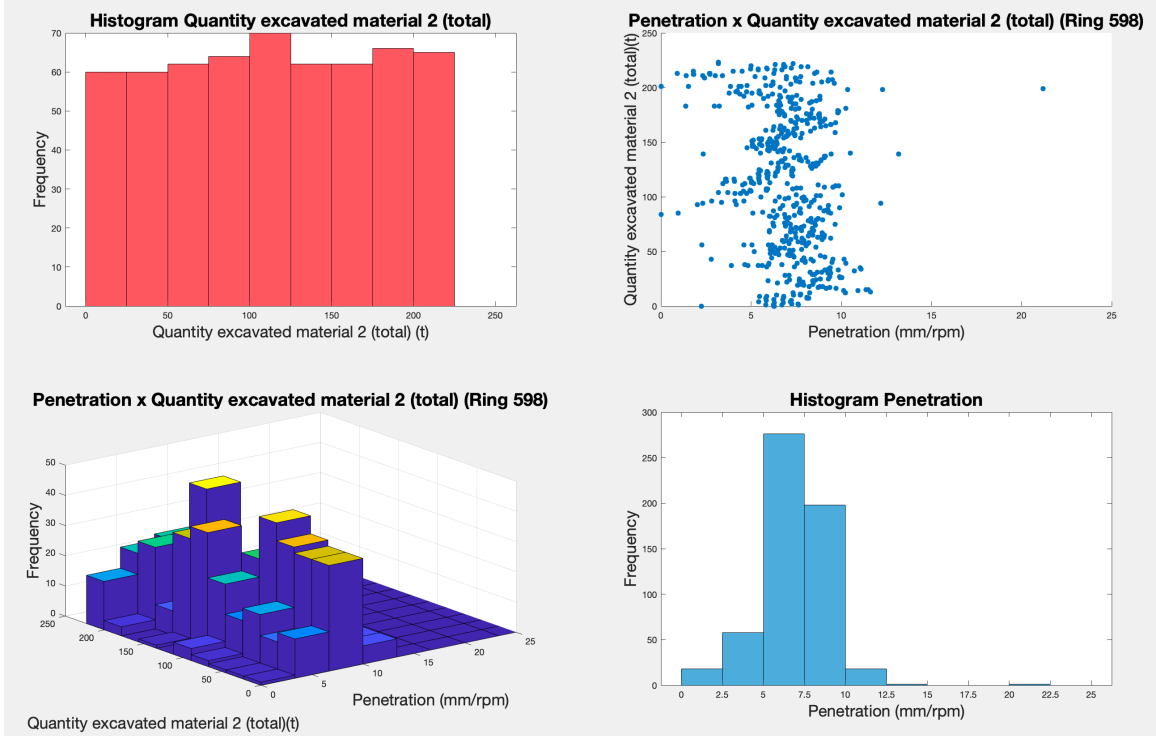 Histogram Quantity excavated material 2 (total)
70
60
50
40
30
20
10
0
Frequency
0 50 100 150 200 250
Quantity excavated material 2 (total) (t)
Penetration x Quantity excavated material 2 (total) (Ring 598)
250
200
150
100
50
0
Quantity excavated material 2 (total)(t)
0 5 10 15 20 25
Penetration (mm/rpm)
Penetration x Quantity excavated material 2 (total) (Ring 598)
50
40
30
20
10
0
Frequency
250
200
150
100
50
0
0
5
10
15
20
25
Penetration (mm/rpm)
Quantity excavated material 2 (total)(t)
Histogram Penetration
300
250
200
150
100
50
0
Frequency
0 2.5 5 7.5 10 12.5 15 17.5 20 22.5 25
Penetration (mm/rpm)